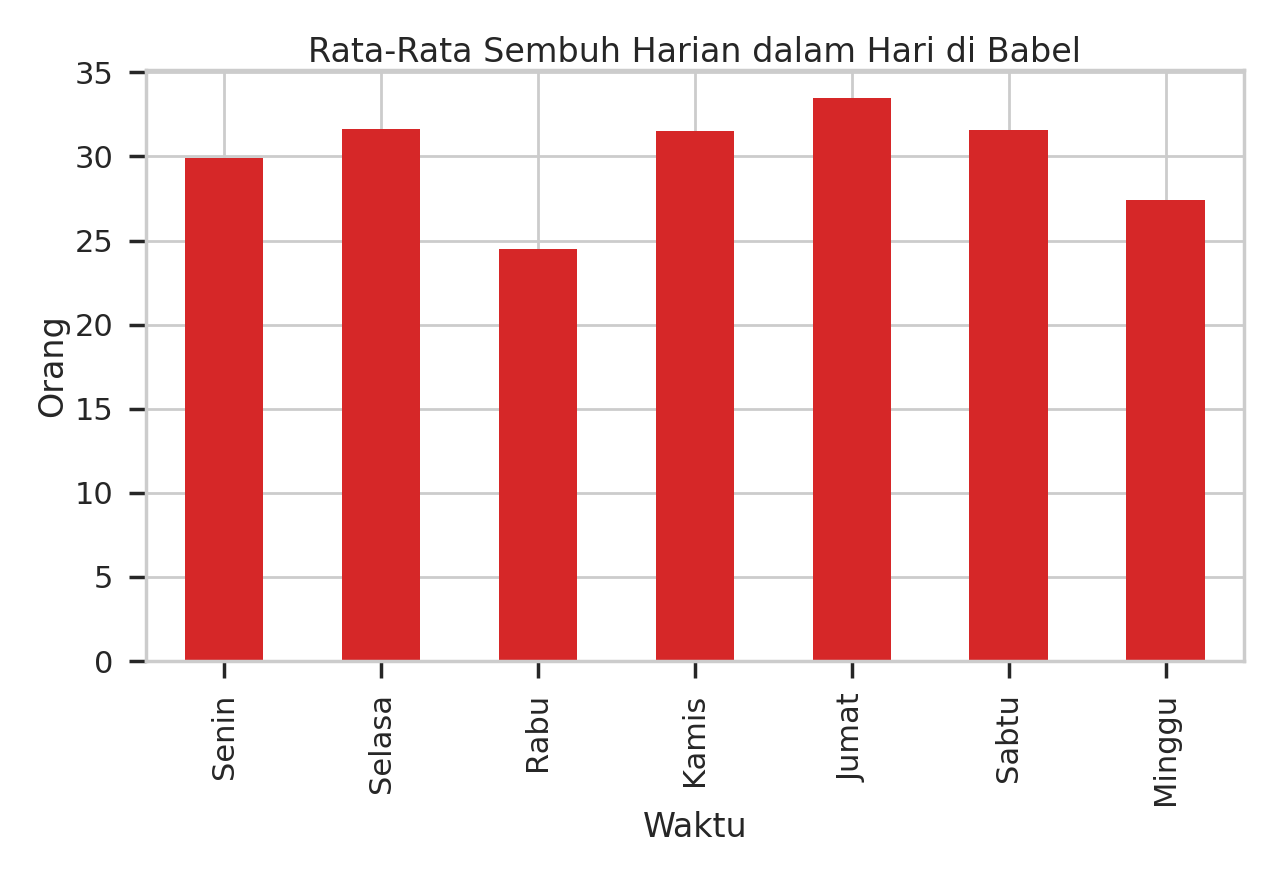 Rata-Rata Sembuh Harian dalam Hari di Babel
35
30
25
20
15
10
5
0
Orang
Senin
Selasa
Rabu
Kamis
Jumat
Sabtu
Minggu
Waktu